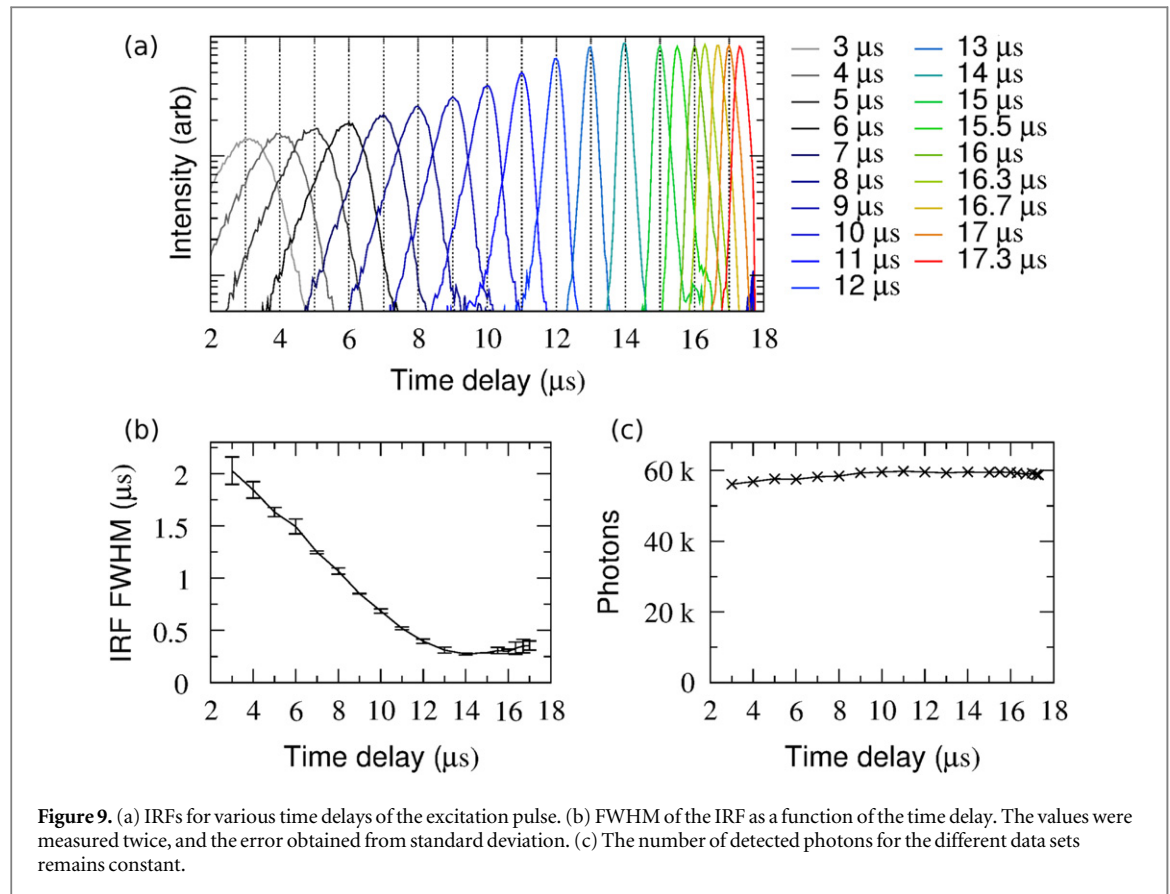 (a)
Intensity (arb)
2 4 6 8 10 12 14 16 18
Time delay (μs)
3 μs
4 μs
5 μs
6 μs
7 μs
8 μs
9 μs
10 μs
11 μs
12 μs
13 μs
14 μs
15 μs
15.5 μs
16 μs
16.3 μs
16.7 μs
17 μs
17.3 μs
(b)
IRF FWHM (μs)
2
1.5
1
0.5
0
2 4 6 8 10 12 14 16 18
Time delay (μs)
(c)
Photons
60 k
40 k
20 k
0
2 4 6 8 10 12 14 16 18
Time delay (μs)
Figure 9. (a) IRFs for various time delays of the excitation pulse. (b) FWHM of the IRF as a function of the time delay. The values were
measured twice, and the error obtained from standard deviation. (c) The number of detected photons for the different data sets
remains constant.